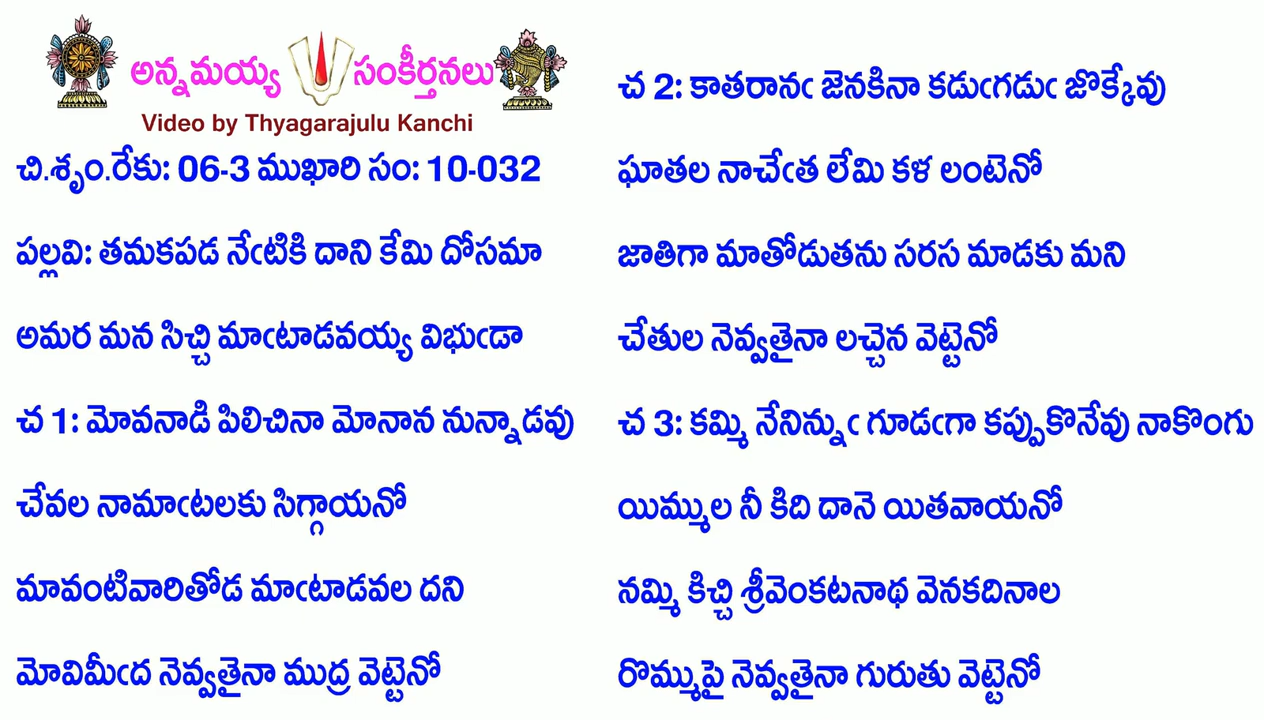 అన్నమయ్య సంకీర్తనలు
Video by Thyagarajulu Kanchi
చి.శృం.రేకు: 06-3 ముఖారి సం: 10-032
పల్లవి: తమకపడ నేఁటికి దాని కేమి దోసమా
అమర మన సిచ్చి మాఁటాడవయ్య విభుఁడా
చ 1: మోవనాడి పిలిచినా మోనాన నున్నాడవు
చేవల నామాఁటలకు సిగ్గాయనో
మావంటివారితోడ మాఁటాడవల దని
మోవిమీఁద నెవ్వతైనా ముద్ర వెట్టెనో
చ 2: కాతరానఁ జెనకినా కడుఁగడుఁ జొక్కేవు
ఘాతల నాచేఁత లేమి కళ లంటెనో
జాతిగా మాతోడుతను సరస మాడకు మని
చేతుల నెవ్వతైనా లచ్చెన వెట్టెనో
చ 3: కమ్మి నేనిన్నుఁ గూడఁగా కప్పుకొనేవు నాకొంగు
యిమ్ముల నీ కిది దానె యితవాయనో
నమ్మి కిచ్చి శ్రీవెంకటనాథ వెనకదినాల
రొమ్ముపై నెవ్వతైనా గురుతు వెట్టెనో